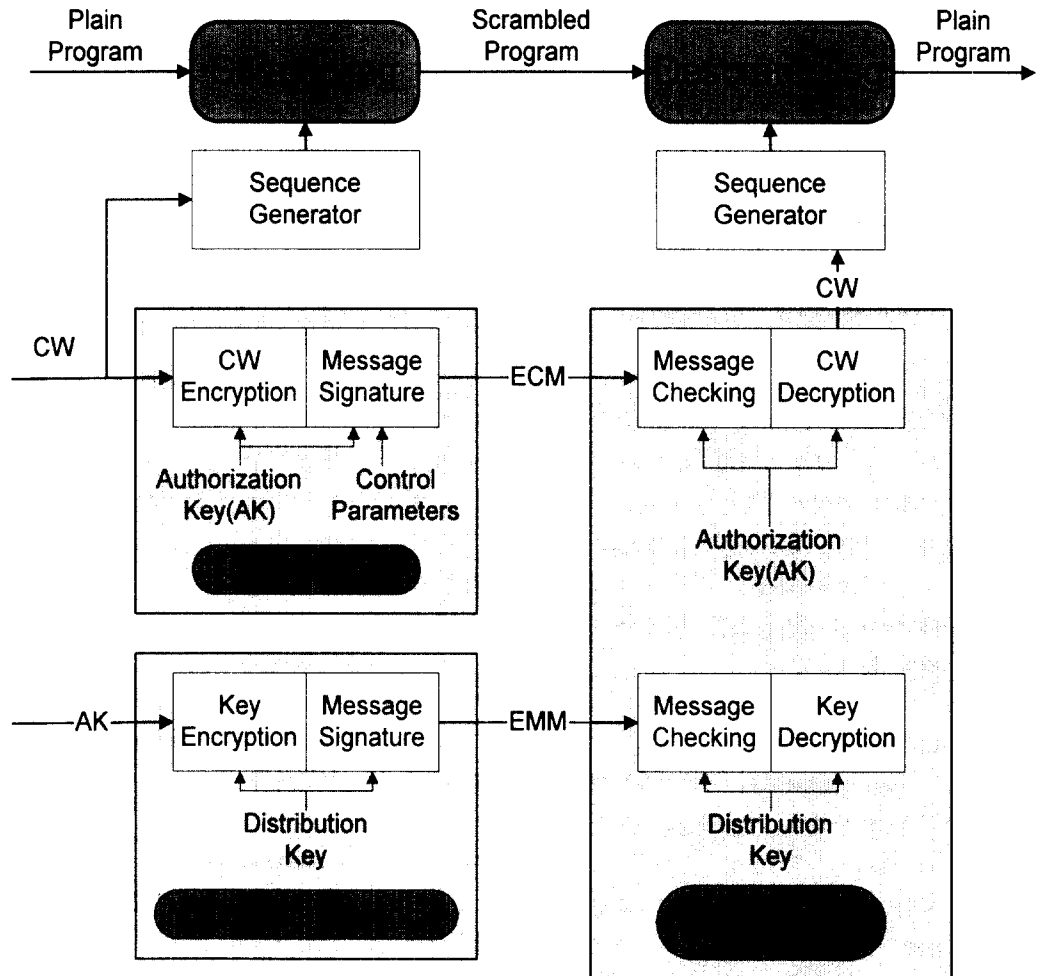 Plain
Program
Scrambled
Program
Plain
Program
Sequence
Generator
Sequence
Generator
CW
CW
CW
Encryption
Message
Signature
ECM
Message
Checking
CW
Decryption
Authorization
Key(AK)
Control
Parameters
Authorization
Key(AK)
AK
Key
Encryption
Message
Signature
EMM
Message
Checking
Key
Decryption
Distribution
Key
Distribution
Key